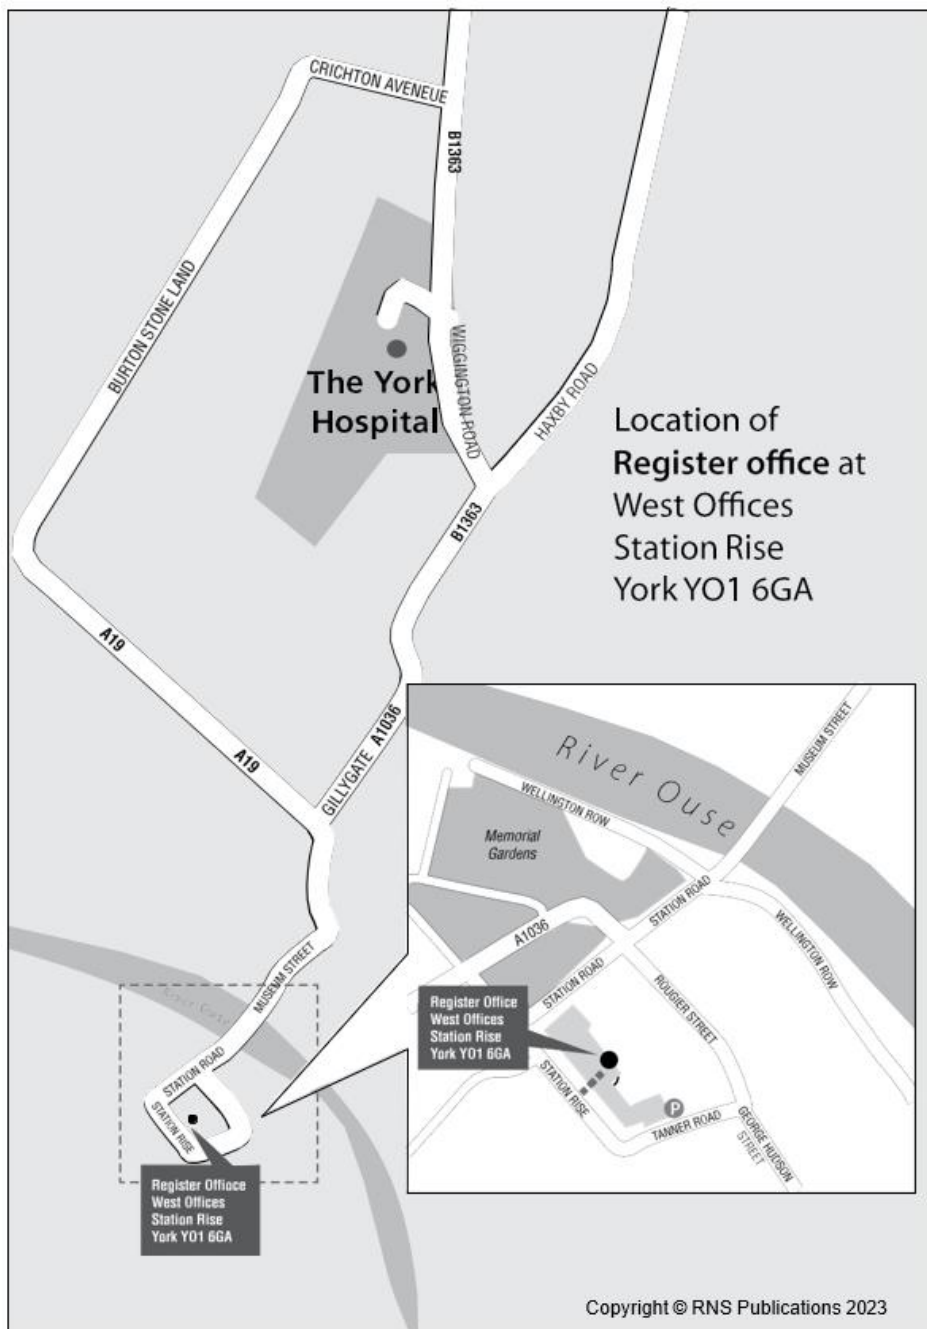 CRICHTON AVENEUE
B1363
BURTON STONE LAND
The York
Hospital
WIGGINGTON ROAD
HAXBY ROAD
Location of
Register office at
West Offices
Station Rise
York YO1 6GA
B1363
A19
A19
GILLYGATE A1036
MUSEUM STREET
River Ouse
STATION ROAD
STATION RISE
Register Offioce
West Offices
Station Rise
York YO1 6GA
River Ouse
MUSEUM STREET
WELLINGTON ROW
Memorial
Gardens
STATION ROAD
A1036
WELLINGTON ROW
STATION ROAD
ROUGIER STREET
Register Office
West Offices
Station Rise
York YO1 6GA
STATION RISE
P
TANNER ROAD
GEORGE HUDSON
STREET
Copyright © RNS Publications 2023